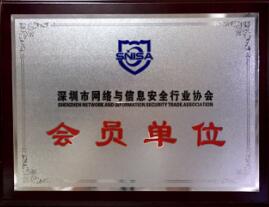 SNISA
深圳市网络与信息安全行业协会
SHENZHEN NETWORK AND INFORMATION SECURITY TRADE ASSOCIATION
会员单位